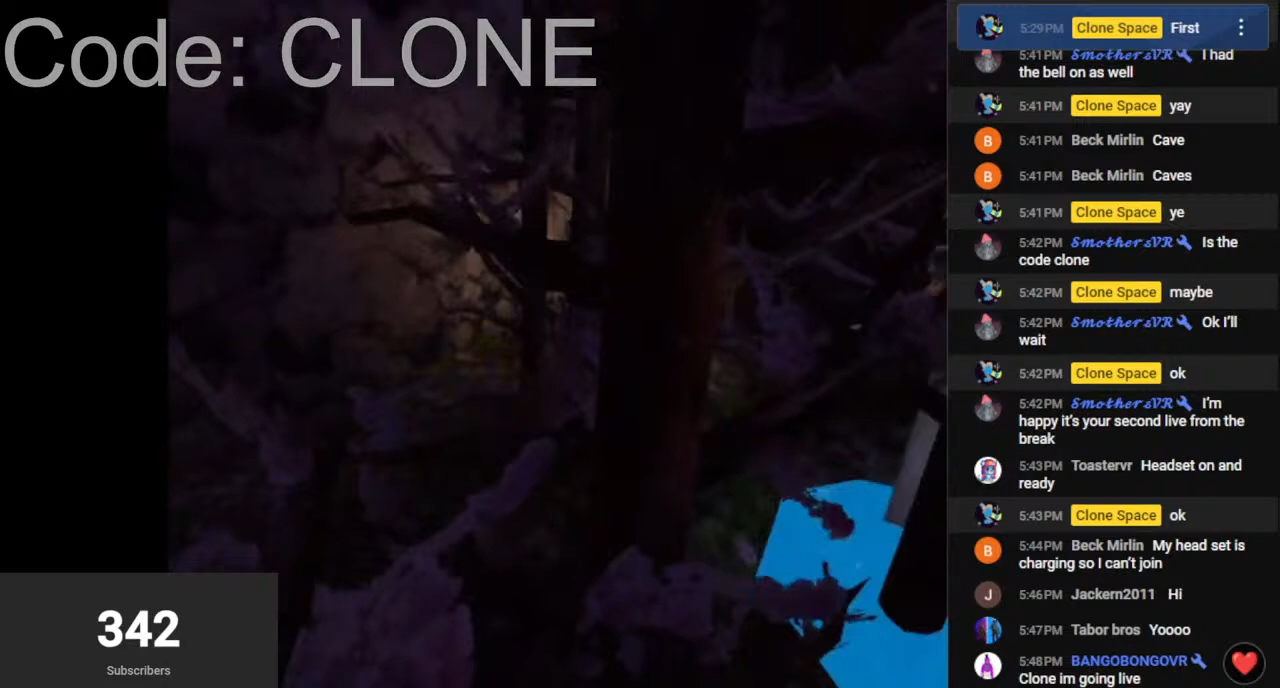 Code: CLONE
342
Subscribers
5:29 PM Clone Space First
5:41 PM SmothersVR I had
the bell on as well
5:41 PM Clone Space yay
5:41 PM Beck Mirlin Cave
5:41 PM Beck Mirlin Caves
5:41 PM Clone Space ye
5:42 PM SmothersVR Is the
code clone
5:42 PM Clone Space maybe
5:42 PM SmothersVR Ok I’ll
wait
5:42 PM Clone Space ok
5:42 PM SmothersVR I’m
happy it’s your second live from the
break
5:43 PM Toastervr Headset on and
ready
5:43 PM Clone Space ok
5:44 PM Beck Mirlin My head set is
charging so I can’t join
5:46 PM Jackern2011 Hi
5:47 PM Tabor bros Yoooo
5:48 PM BANGOBONGOVR
Clone im going live
B
B
B
J